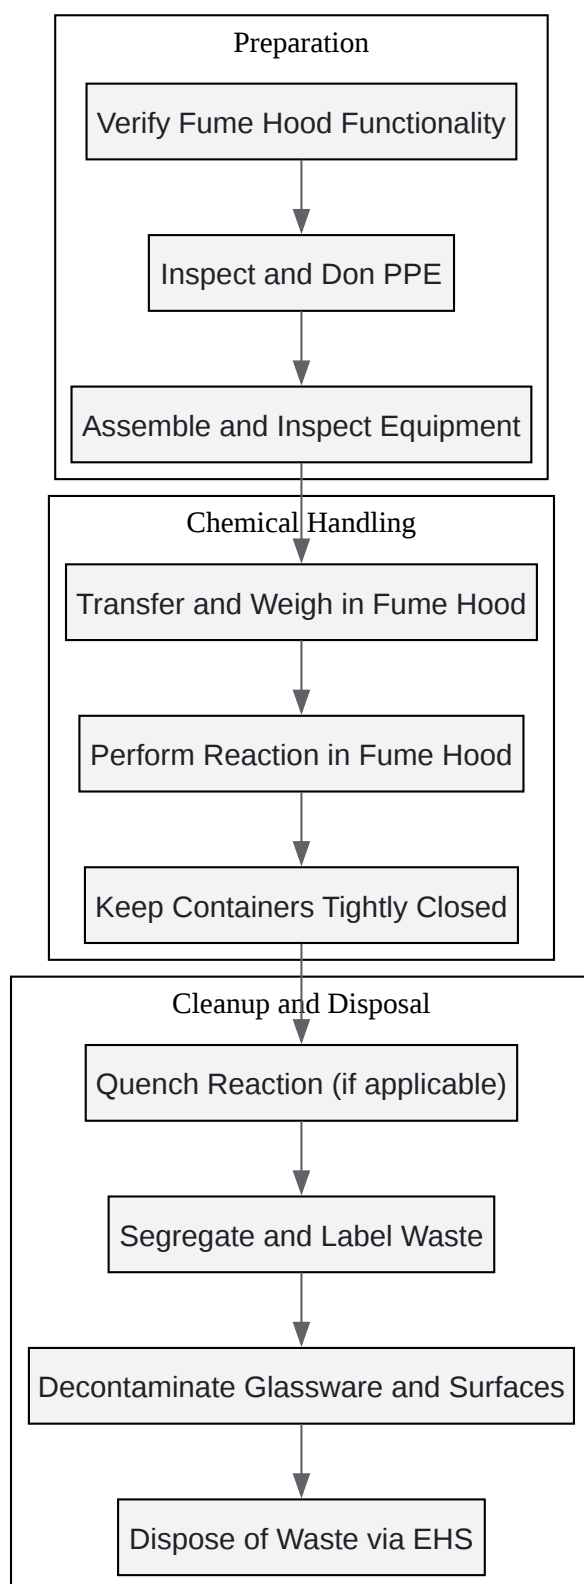 Preparation
Verify Fume Hood Functionality
Inspect and Don PPE
Assemble and Inspect Equipment
Chemical Handling
Transfer and Weigh in Fume Hood
Perform Reaction in Fume Hood
Keep Containers Tightly Closed
Cleanup and Disposal
Quench Reaction (if applicable)
Segregate and Label Waste
Decontaminate Glassware and Surfaces
Dispose of Waste via EHS